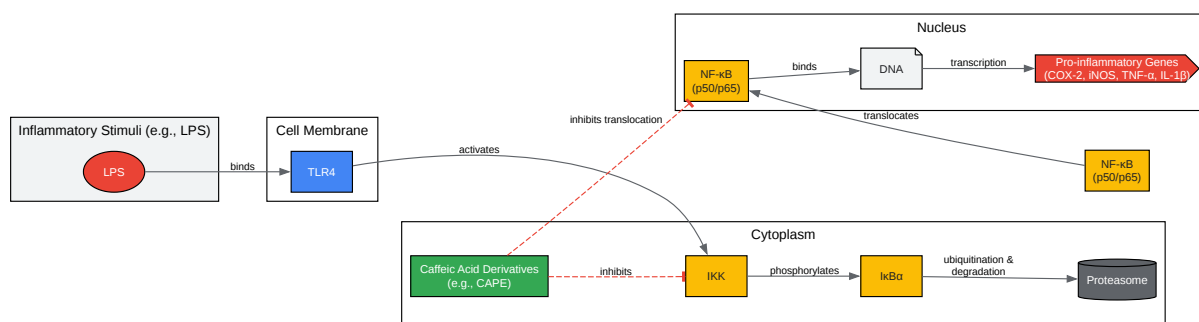 Nucleus
NF-κB
(p50/p65)
binds
DNA
transcription
Pro-inflammatory Genes
(COX-2, iNOS, TNF-α, IL-1β)
inhibits translocation
translocates
Inflammatory Stimuli (e.g., LPS)
LPS
binds
Cell Membrane
TLR4
activates
NF-κB
(p50/p65)
Cytoplasm
Caffeic Acid Derivatives
(e.g., CAPE)
inhibits
IKK
phosphorylates
IκBα
ubiquitination &
degradation
Proteasome